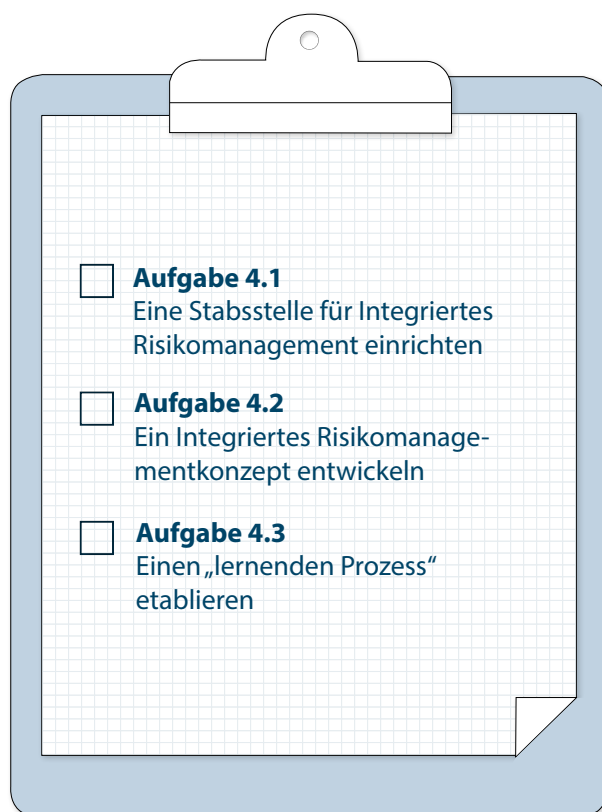 Aufgabe 4.1
Eine Stabsstelle für Integriertes
Risikomanagement einrichten
Aufgabe 4.2
Ein Integriertes Risikomanage-
mentkonzept entwickeln
Aufgabe 4.3
Einen „lernenden Prozess“
etablieren